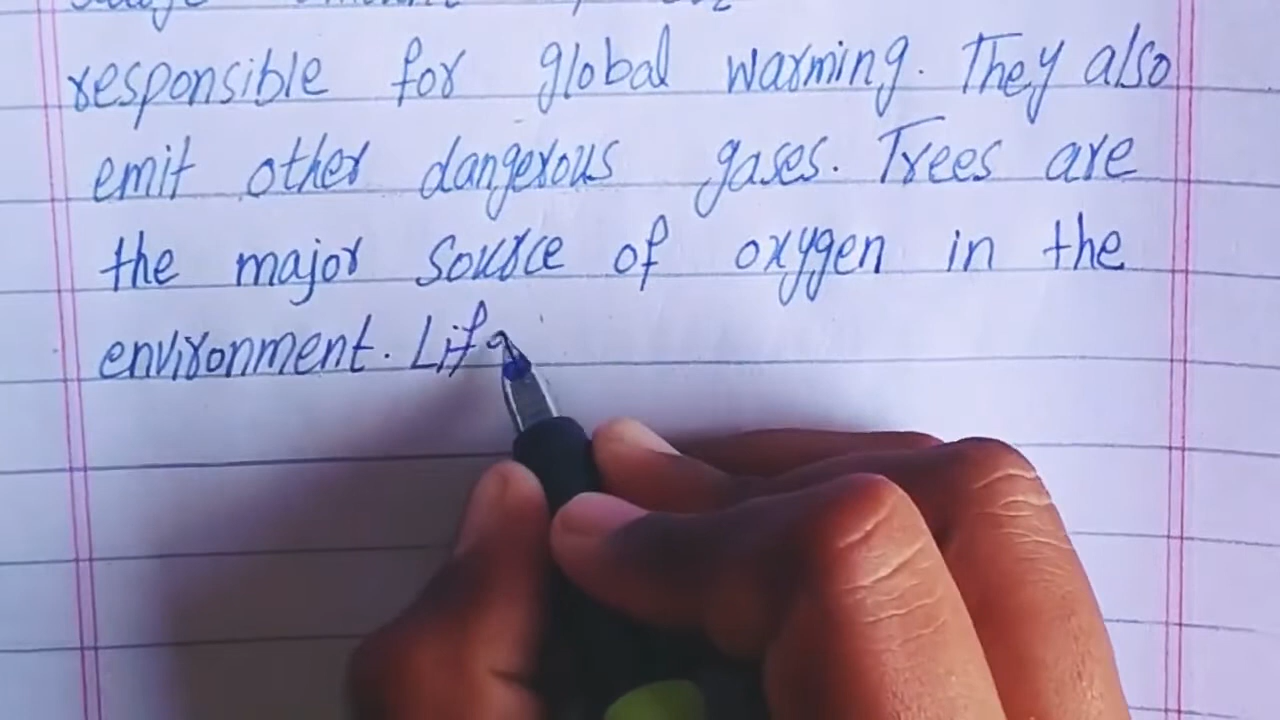 responsible for global warming. They also
emit other dangerous gases. Trees are
the major source of oxygen in the
environment. Life